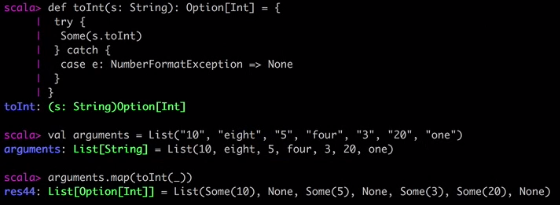 scala> def toInt(s: String): Option[Int] = {
| try {
| Some(s.toInt)
| } catch {
| case e: NumberFormatException => None
| }
| }
toInt: (s: String)Option[Int]
scala> val arguments = List("10", "eight", "5", "four", "3", "20", "one")
arguments: List[String] = List(10, eight, 5, four, 3, 20, one)
scala> arguments.map(toInt(_))
res44: List[Option[Int]] = List(Some(10), None, Some(5), None, Some(3), Some(20), None)